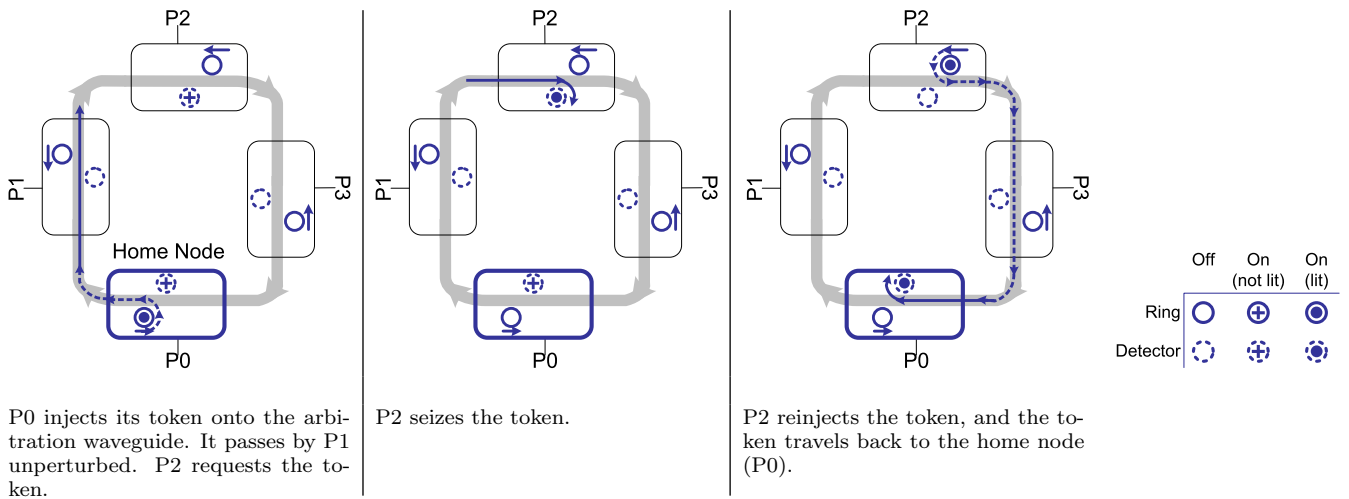 P2
P1
P3
Home Node
P0
P0 injects its token onto the arbi-
tration waveguide. It passes by P1
unperturbed. P2 requests the to-
ken.
P2
P1
P3
P0
P2 seizes the token.
P2
P1
P3
P0
P2 reinjects the token, and the to-
ken travels back to the home node
(P0).
Off On On
(not lit) (lit)
Ring
Detector